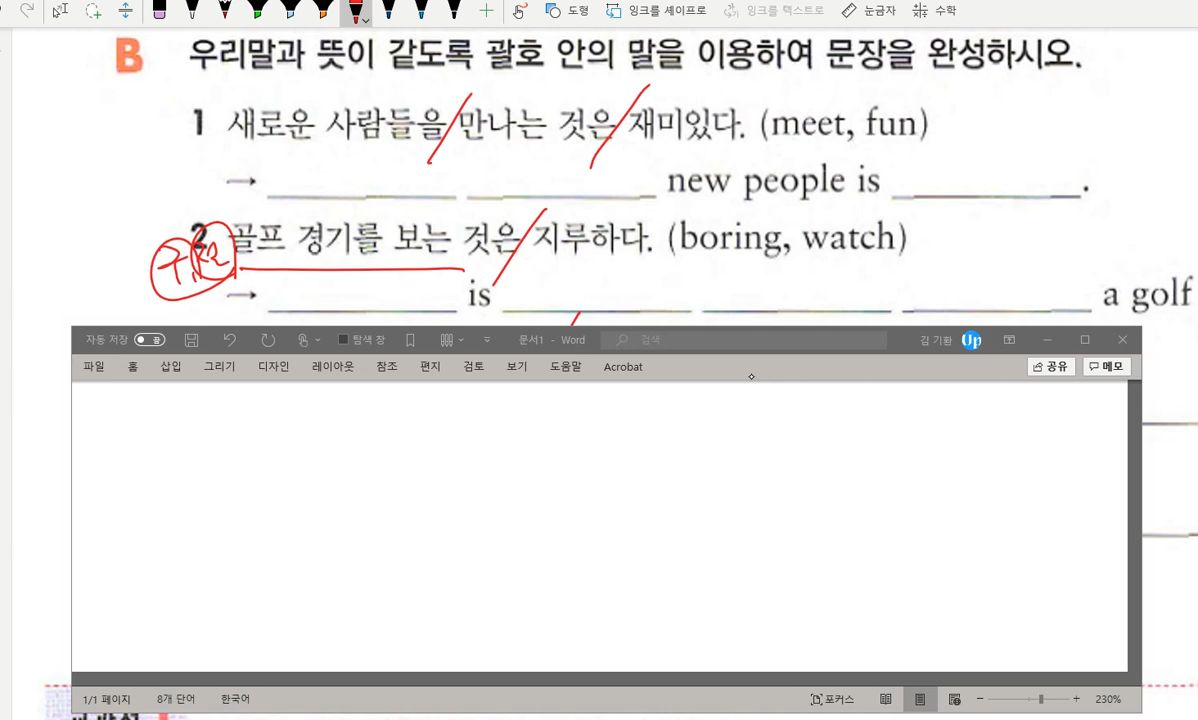 도형 잉크를 셰이프로 잉크를 텍스트로 눈금자 수학
B 우리말과 뜻이 같도록 괄호 안의 말을 이용하여 문장을 완성하시오.
1 새로운 사람들을 만나는 것은 재미있다. (meet, fun)
→ new people is .
2 골프 경기를 보는 것은 지루하다. (boring, watch)
→ is a golf
자동 저장 끔 탐색 창 문서1 - Word 검색 김 기환 Up
파일 홈 삽입 그리기 디자인 레이아웃 참조 편지 검토 보기 도움말 Acrobat 공유 메모
1/1 페이지 8개 단어 한국어 포커스 230%